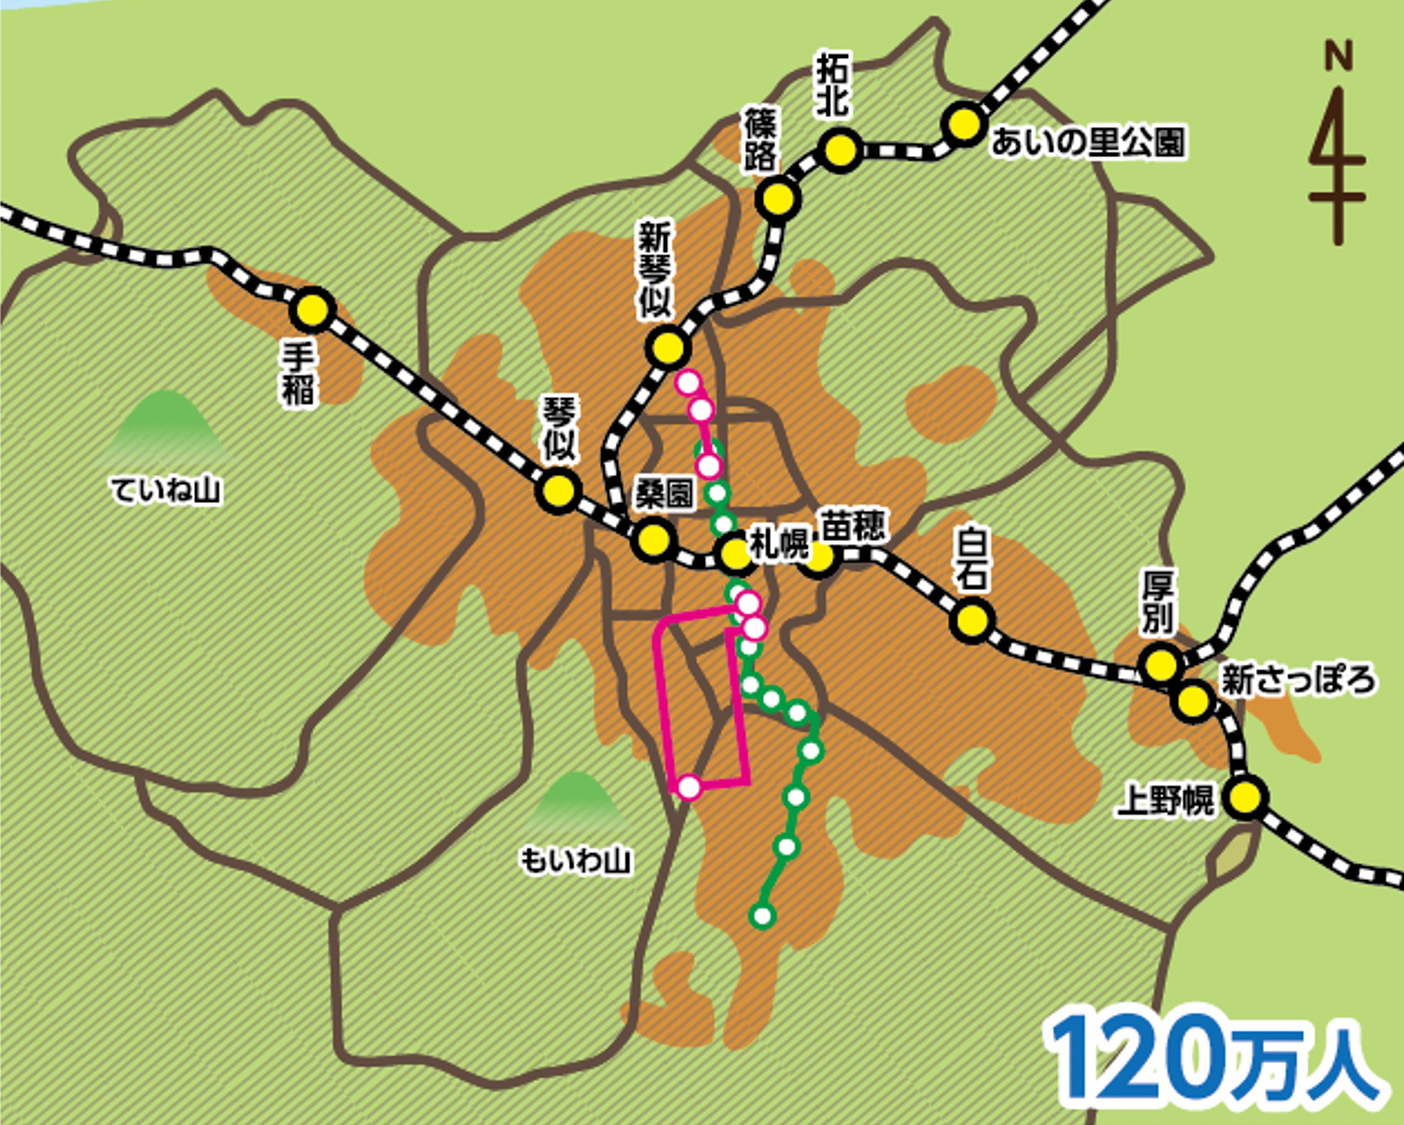 N
拓北
篠路
あいの里公園
新琴似
手稲
琴似
ていね山
桑園
札幌
苗穂
白石
厚別
新さっぽろ
上野幌
もいわ山
120万人